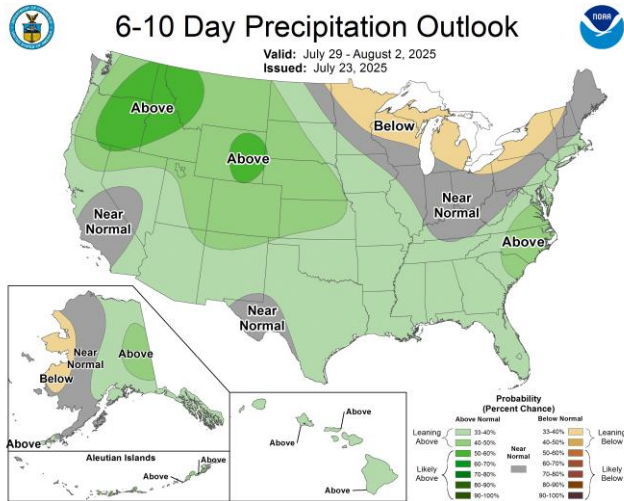 6-10 Day Precipitation Outlook
Valid: July 29 - August 2, 2025
Issued: July 23, 2025
NOAA
Above
Above
Below
Near
Normal
Near
Normal
Above
Near
Normal
Near
Normal
Above
Below
Above
Aleutian Islands
Above
Above
Above
Above
Above
Probability
(Percent Chance)
Above Normal
Below Normal
Leaning
Above
33-40%
40-50%
Likely
Above
50-60%
60-70%
70-80%
80-90%
90-100%
Near
Normal
33-40%
40-50%
Leaning
Below
50-60%
60-70%
70-80%
80-90%
90-100%
Likely
Below